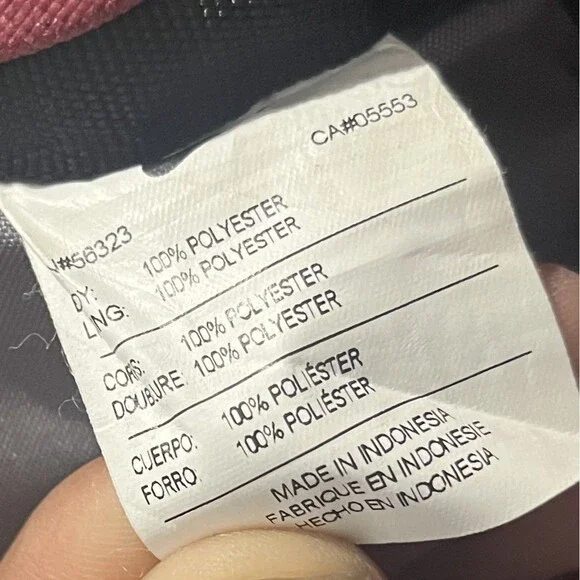 CA#05553
N#56323
DY: 100% POLYESTER
LNG: 100% POLYESTER
CORS: 100% POLYESTER
DOUBURE 100% POLYESTER
CUERPO: 100% POLIÉSTER
FORRO 100% POLIÉSTER
MADE IN INDONESIA
FABRIQUE EN INDONESIE
HECHO EN INDONESIA